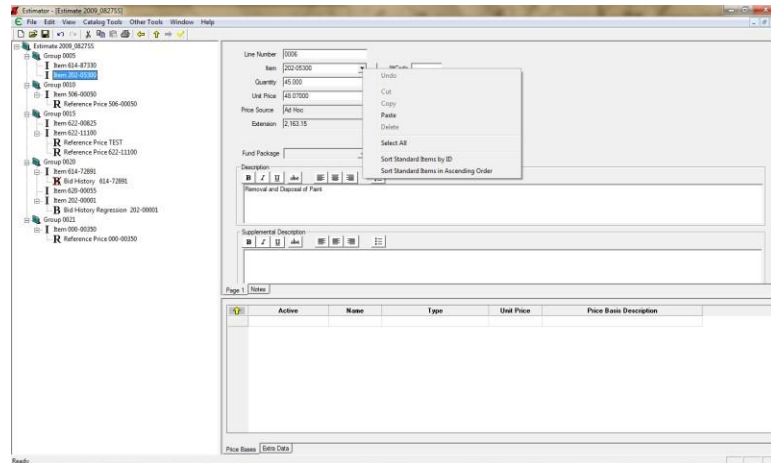 Estimator - [Estimate 2009_0827SS]
File Edit View Catalog Tools Other Tools Window Help
Estimate 2009_0827SS
Group 0005
Item 614-87330
Item 202-05300
Group 0010
Item 506-00050
Reference Price 506-00050
Group 0015
Item 622-00825
Item 622-11100
Reference Price TEST
Reference Price 622-11100
Group 0020
Item 614-72891
Bid History 614-72891
Item 620-00055
Item 202-00001
Bid History Regression 202-00001
Group 0021
Item 000-00350
Reference Price 000-00350
Line Number 0006
Item 202-05300
Quantity 45.000
Unit Price 48.07000
Price Source Ad Hoc
Extension 2,163.15
Fund Package
Undo
Cut
Copy
Paste
Delete
Select All
Sort Standard Items by ID
Sort Standard Items in Ascending Order
Description
B I U abc
Removal and Disposal of Paint
Supplemental Description
B I U abc
Page 1 Notes
Active Name Type Unit Price Price Basis Description
Price Bases Extra Data
Ready